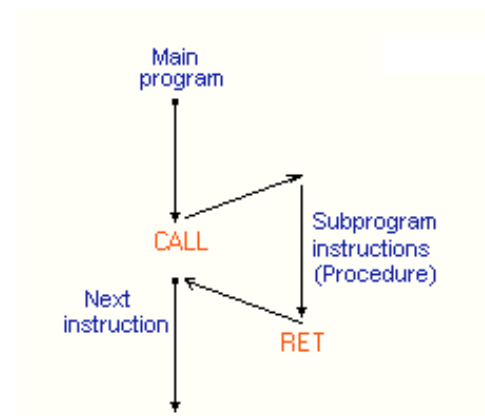 Main
program
CALL
Subprogram
instructions
(Procedure)
Next
instruction
RET